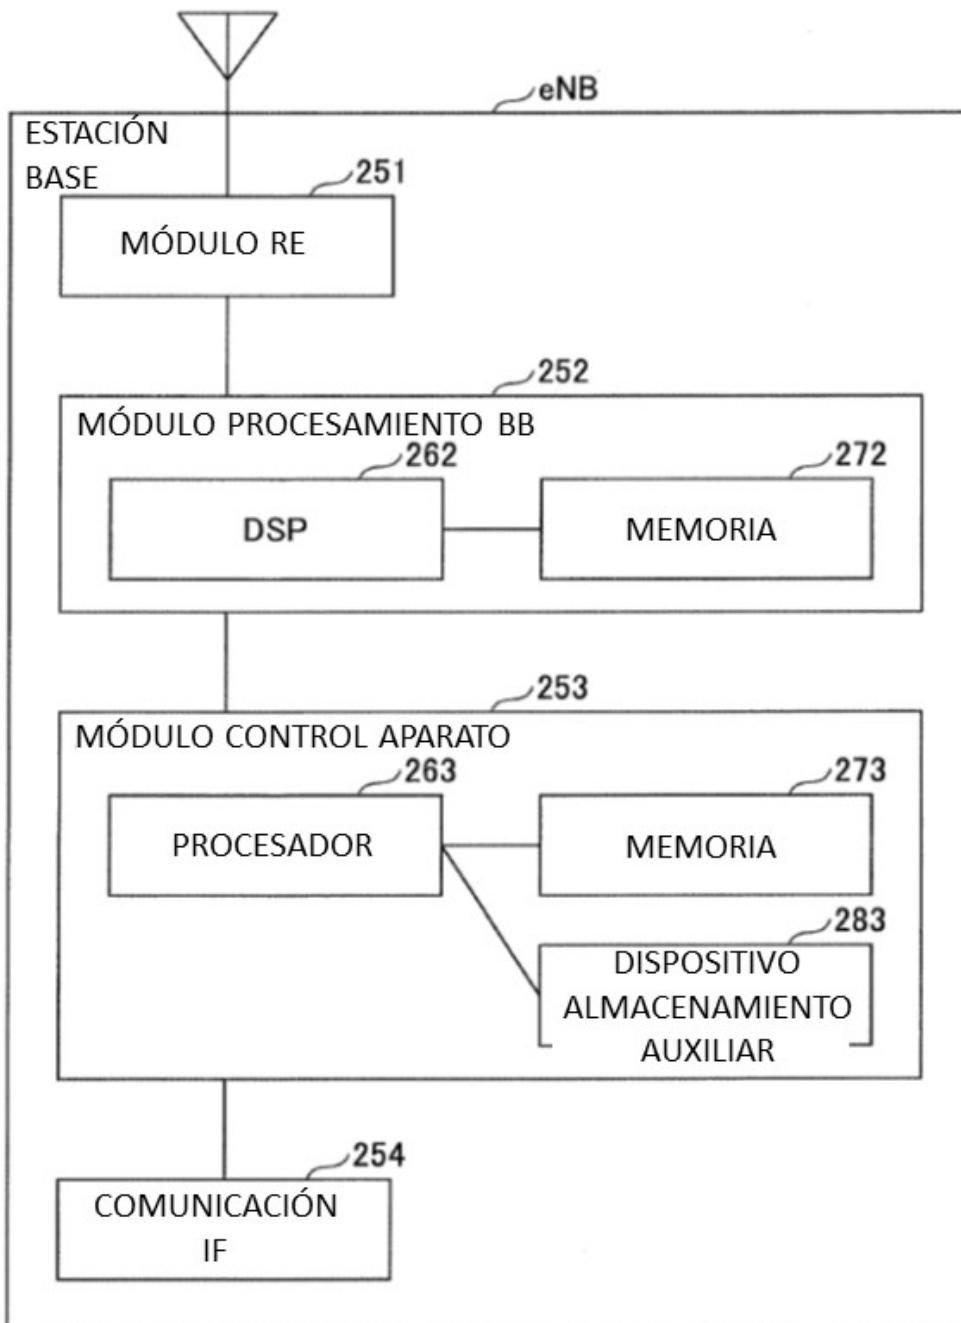 eNB
ESTACIÓN
BASE
251
MÓDULO RE
252
MÓDULO PROCESAMIENTO BB
262
272
DSP
MEMORIA
253
MÓDULO CONTROL APARATO
263
273
PROCESADOR
MEMORIA
283
DISPOSITIVO
ALMACENAMIENTO
AUXILIAR
254
COMUNICACIÓN
IF